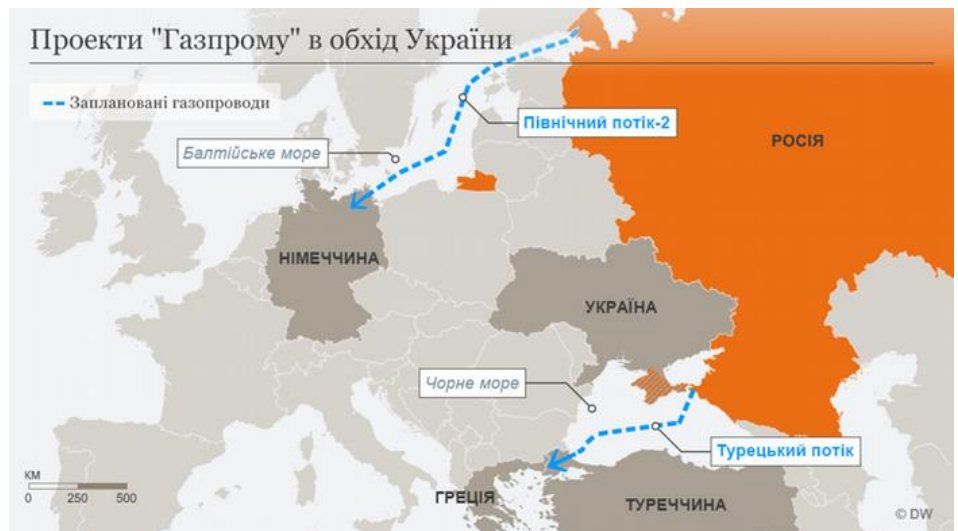 Проекти "Газпрому" в обхід України
Заплановані газопроводи
Північний потік-2
РОСІЯ
Балтійське море
НІМЕЧЧИНА
УКРАЇНА
Чорне море
Турецький потік
КМ
0 250 500
ГРЕЦІЯ
ТУРЕЧЧИНА
© DW